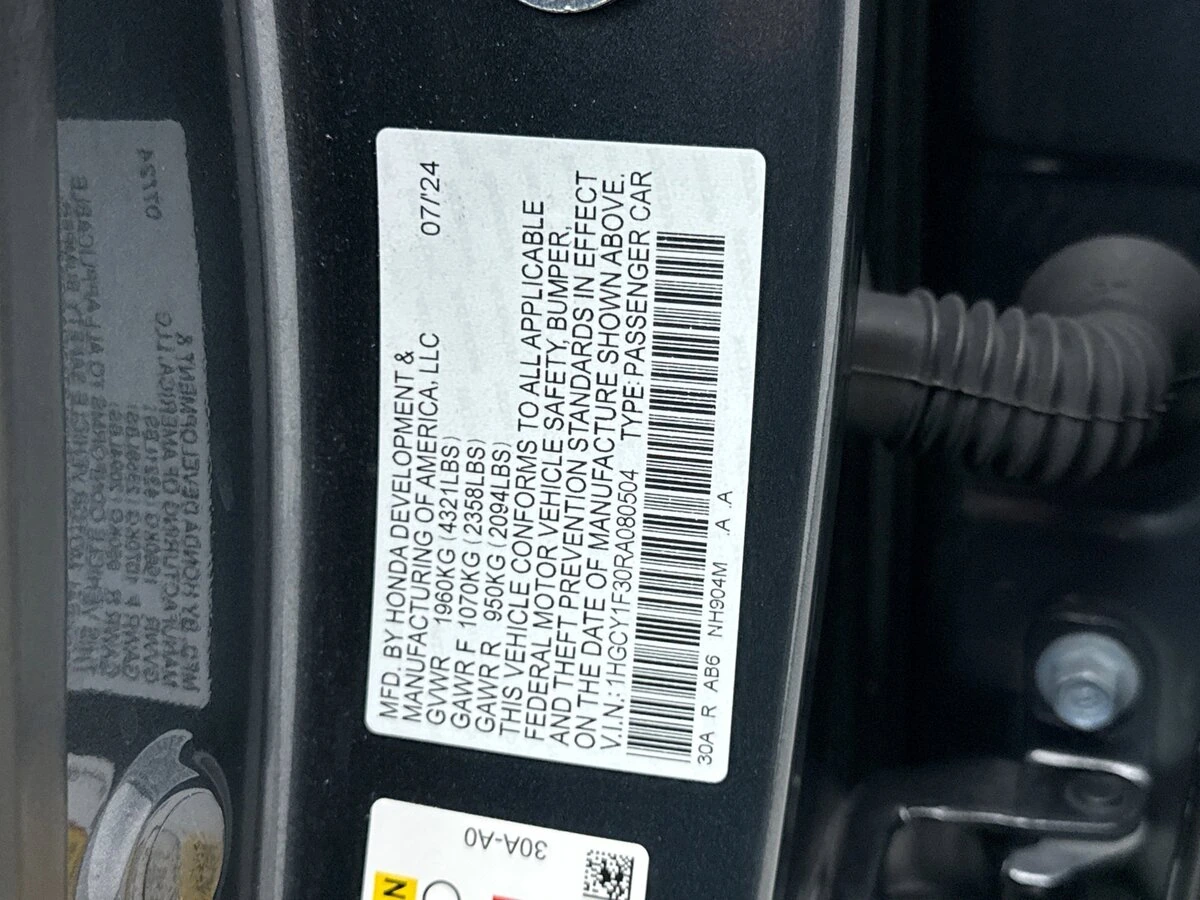 MFD. BY HONDA DEVELOPMENT &
MANUFACTURING OF AMERICA, LLC 07/'24
GVWR 1960KG (4321LBS)
GAWR F 1070KG (2358LBS)
GAWR R 950KG (2094LBS)
THIS VEHICLE CONFORMS TO ALL APPLICABLE
FEDERAL MOTOR VEHICLE SAFETY, BUMPER,
AND THEFT PREVENTION STANDARDS IN EFFECT
ON THE DATE OF MANUFACTURE SHOWN ABOVE.
V.I.N.: 1HGCY1F30RA080504 TYPE: PASSENGER CAR
30A R AB6 NH904M A A
30A-A0